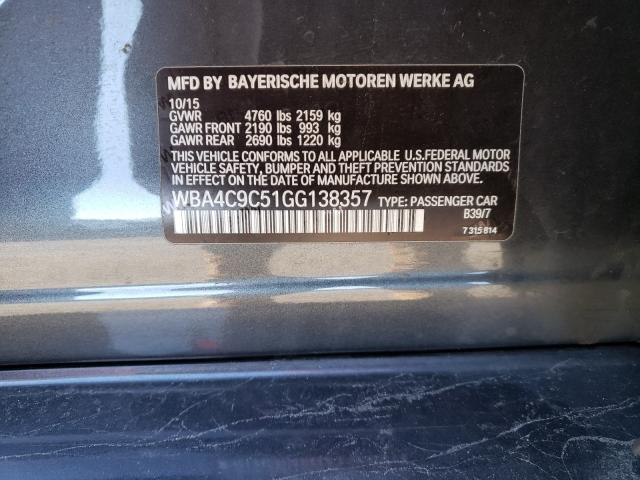 MFD BY BAYERISCHE MOTOREN WERKE AG
10/15
GVWR 4760 lbs 2159 kg
GAWR FRONT 2190 lbs 993 kg
GAWR REAR 2690 lbs 1220 kg
THIS VEHICLE CONFORMS TO ALL APPLICABLE U.S.FEDERAL MOTOR
VEHICLE SAFETY, BUMPER AND THEFT PREVENTION STANDARDS
IN EFFECT ON THE DATE OF MANUFACTURE SHOWN ABOVE.
WBA4C9C51GG138357 TYPE: PASSENGER CAR
B39/7
7 315 814